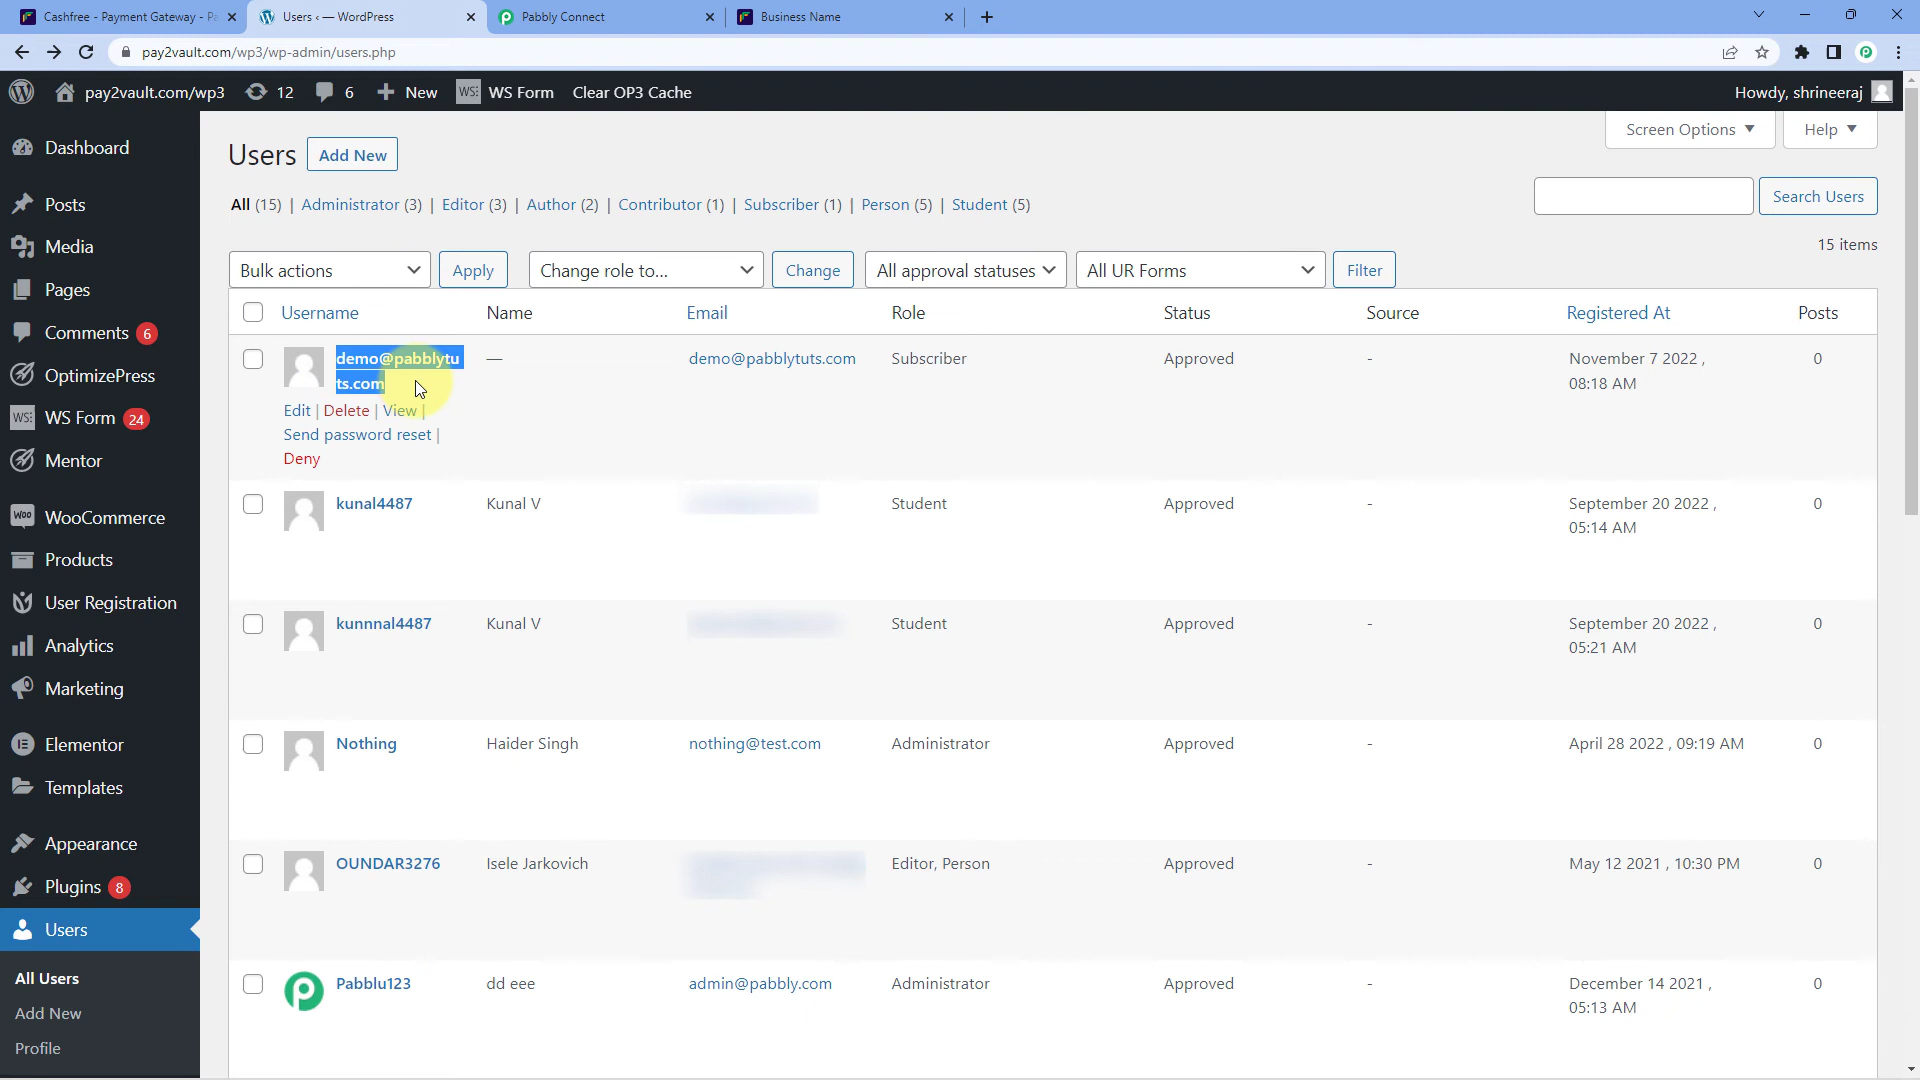 Cashfree - Payment Gateway - Pa
Users ‹ — WordPress
Pabbly Connect
Business Name
pay2vault.com/wp3/wp-admin/users.php
pay2vault.com/wp3
12
6
New
WS Form
Clear OP3 Cache
Howdy, shrineeraj
Dashboard
Posts
Media
Pages
Comments 6
OptimizePress
WS Form 24
Mentor
WooCommerce
Products
User Registration
Analytics
Marketing
Elementor
Templates
Appearance
Plugins 8
Users
All Users
Add New
Profile
Users Add New
Screen Options
Help
All (15) | Administrator (3) | Editor (3) | Author (2) | Contributor (1) | Subscriber (1) | Person (5) | Student (5)
Search Users
15 items
Bulk actions Apply Change role to... Change All approval statuses All UR Forms Filter
Username Name Email Role Status Source Registered At Posts
demo@pabblytu — demo@pabblytuts.com Subscriber Approved - November 7 2022 , 0
ts.com 08:18 AM
Edit | Delete | View |
Send password reset |
Deny
kunal4487 Kunal V Student Approved - September 20 2022 , 0
05:14 AM
kunnnal4487 Kunal V Student Approved - September 20 2022 , 0
05:21 AM
Nothing Haider Singh nothing@test.com Administrator Approved - April 28 2022 , 09:19 AM 0
OUNDAR3276 Isele Jarkovich Editor, Person Approved - May 12 2021 , 10:30 PM 0
Pabblu123 dd eee admin@pabbly.com Administrator Approved - December 14 2021 , 0
05:13 AM